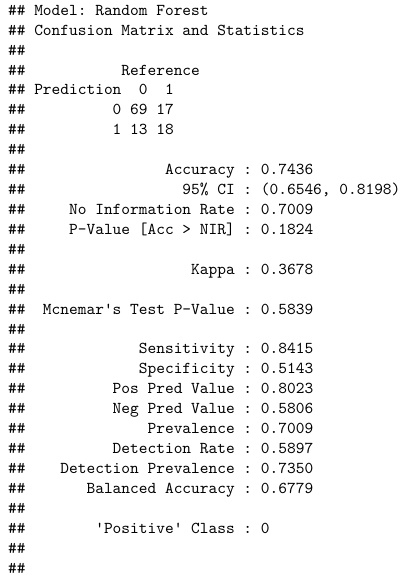 ## Model: Random Forest
## Confusion Matrix and Statistics
##
##           Reference
## Prediction  0  1
##          0 69 17
##          1 13 18
##
##                Accuracy : 0.7436
##                  95% CI : (0.6546, 0.8198)
##     No Information Rate : 0.7009
##     P-Value [Acc > NIR] : 0.1824
##
##                   Kappa : 0.3678
##
##  Mcnemar's Test P-Value : 0.5839
##
##             Sensitivity : 0.8415
##             Specificity : 0.5143
##          Pos Pred Value : 0.8023
##          Neg Pred Value : 0.5806
##              Prevalence : 0.7009
##          Detection Rate : 0.5897
##    Detection Prevalence : 0.7350
##       Balanced Accuracy : 0.6779
##
##        'Positive' Class : 0
##
##